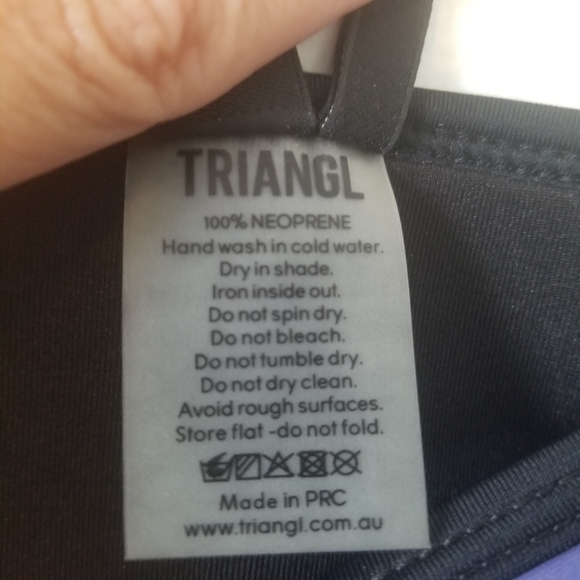 TRIANGL
100% NEOPRENE
Hand wash in cold water.
Dry in shade.
Iron inside out.
Do not spin dry.
Do not bleach.
Do not tumble dry.
Do not dry clean.
Avoid rough surfaces.
Store flat -do not fold.
Made in PRC
www.triangl.com.au